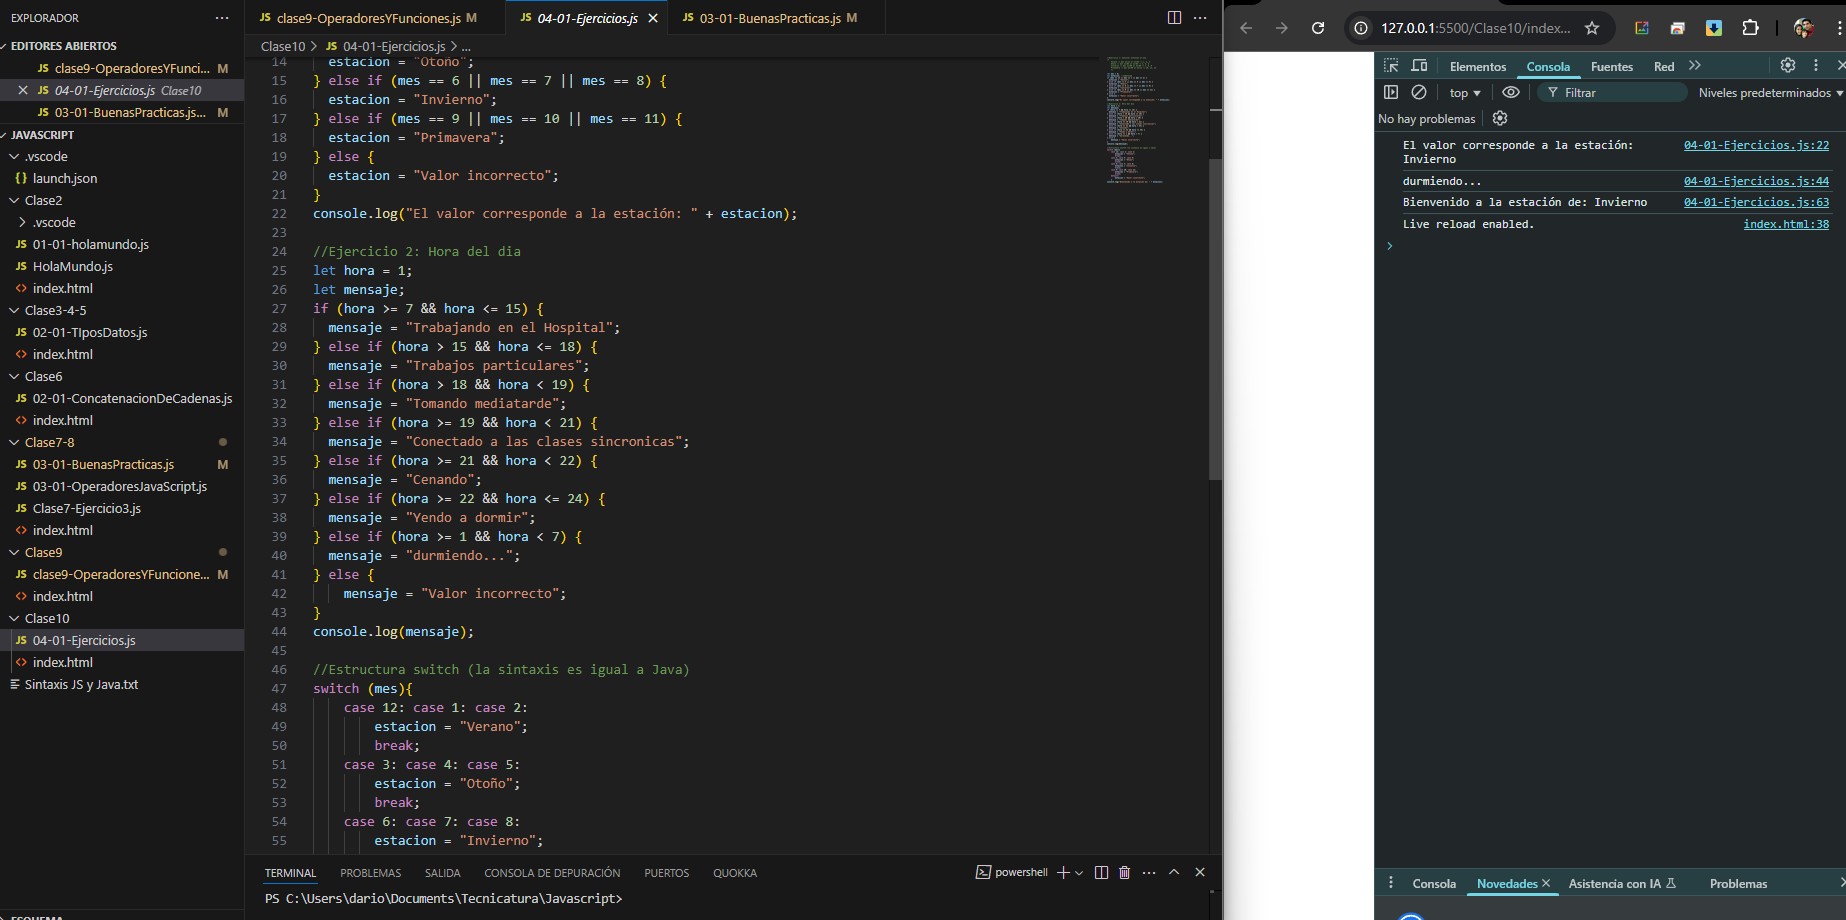 EXPLORADOR
EDITORES ABIERTOS
JS clase9-OperadoresYFunci... M
JS 04-01-Ejercicios.js Clase10
JS 03-01-BuenasPracticas.js... M
JAVASCRIPT
.vscode
{} launch.json
Clase2
.vscode
JS 01-01-holamundo.js
JS HolaMundo.js
<> index.html
Clase3-4-5
JS 02-01-TIposDatos.js
<> index.html
Clase6
JS 02-01-ConcatenacionDeCadenas.js
<> index.html
Clase7-8
JS 03-01-BuenasPracticas.js M
JS 03-01-OperadoresJavaScript.js
JS Clase7-Ejercicio3.js
<> index.html
Clase9
JS clase9-OperadoresYFuncione... M
<> index.html
Clase10
JS 04-01-Ejercicios.js
<> index.html
Sintaxis JS y Java.txt
ESQUEMA
JS clase9-OperadoresYFunciones.js M
JS 04-01-Ejercicios.js
JS 03-01-BuenasPracticas.js M
Clase10 > JS 04-01-Ejercicios.js > ...
14 estacion = "Otoño";
15 } else if (mes == 6 || mes == 7 || mes == 8) {
16 estacion = "Invierno";
17 } else if (mes == 9 || mes == 10 || mes == 11) {
18 estacion = "Primavera";
19 } else {
20 estacion = "Valor incorrecto";
21 }
22 console.log("El valor corresponde a la estación: " + estacion);
23
24 //Ejercicio 2: Hora del dia
25 let hora = 1;
26 let mensaje;
27 if (hora >= 7 && hora <= 15) {
28 mensaje = "Trabajando en el Hospital";
29 } else if (hora > 15 && hora <= 18) {
30 mensaje = "Trabajos particulares";
31 } else if (hora > 18 && hora < 19) {
32 mensaje = "Tomando mediatarde";
33 } else if (hora >= 19 && hora < 21) {
34 mensaje = "Conectado a las clases sincronicas";
35 } else if (hora >= 21 && hora < 22) {
36 mensaje = "Cenando";
37 } else if (hora >= 22 && hora <= 24) {
38 mensaje = "Yendo a dormir";
39 } else if (hora >= 1 && hora < 7) {
40 mensaje = "durmiendo...";
41 } else {
42 mensaje = "Valor incorrecto";
43 }
44 console.log(mensaje);
45
46 //Estructura switch (la sintaxis es igual a Java)
47 switch (mes){
48 case 12: case 1: case 2:
49 estacion = "Verano";
50 break;
51 case 3: case 4: case 5:
52 estacion = "Otoño";
53 break;
54 case 6: case 7: case 8:
55 estacion = "Invierno";
TERMINAL PROBLEMAS SALIDA CONSOLA DE DEPURACIÓN PUERTOS QUOKKA
powershell
PS C:\Users\dario\Documents\Tecnicatura\Javascript>
127.0.0.1:5500/Clase10/index...
Elementos Consola Fuentes Red
top Filtrar Niveles predeterminados
No hay problemas
El valor corresponde a la estación: 04-01-Ejercicios.js:22
Invierno
durmiendo... 04-01-Ejercicios.js:44
Bienvenido a la estación de: Invierno 04-01-Ejercicios.js:63
Live reload enabled. index.html:38
Consola Novedades Asistencia con IA Problemas